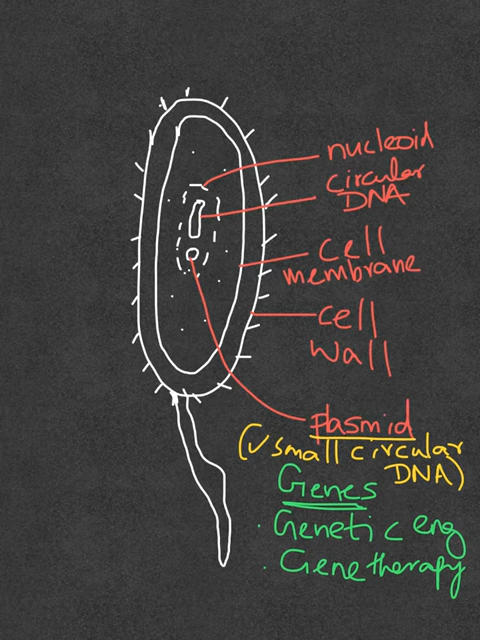 nucleoid
circular
DNA
cell
membrane
cell
wall
plasmid
(✓small circular
DNA)
Genes
· Genetic eng
· Gene therapy